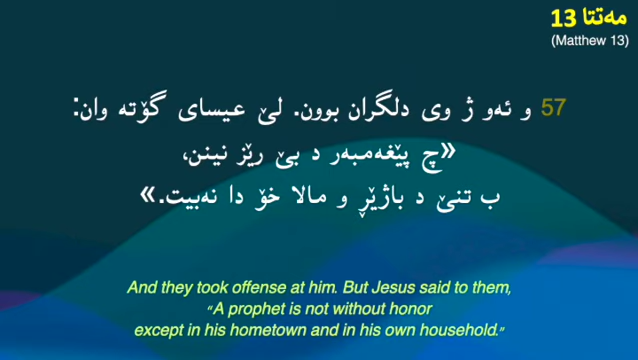 مەتتا 13
(Matthew 13)
57 و ئەو ژ وی دلگران بوون. لێ عیسای گۆتە وان:
«چ پێغەمبەر د بێ رێز نینن،
ب تنێ د باژێڕ و مالا خۆ دا نەبیت.»
And they took offense at him. But Jesus said to them,
“A prophet is not without honor
except in his hometown and in his own household.”